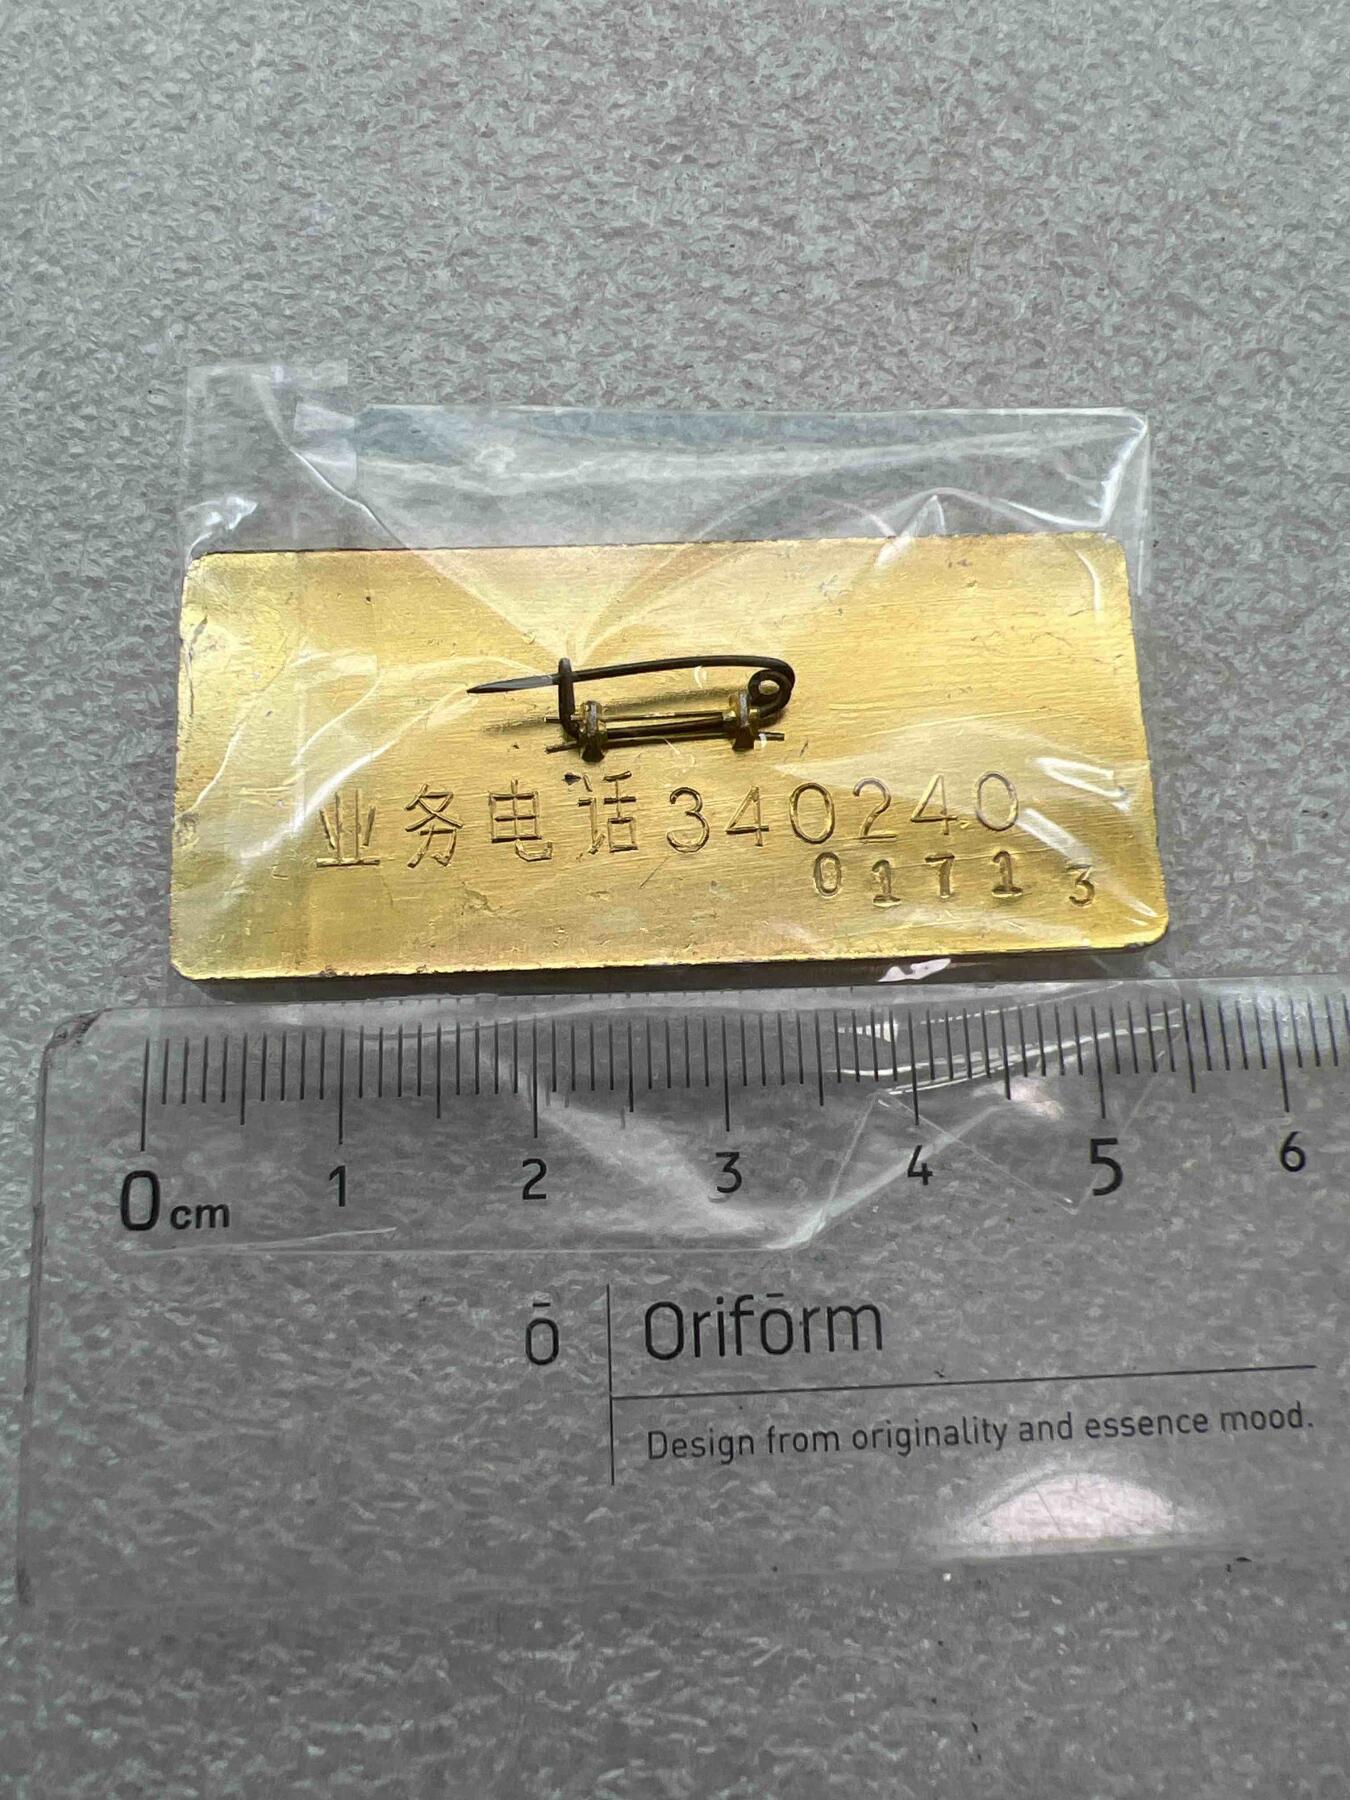 业务电话340240
01713
0cm 1 2 3 4 5 6
ō Orifōrm
Design from originality and essence mood.